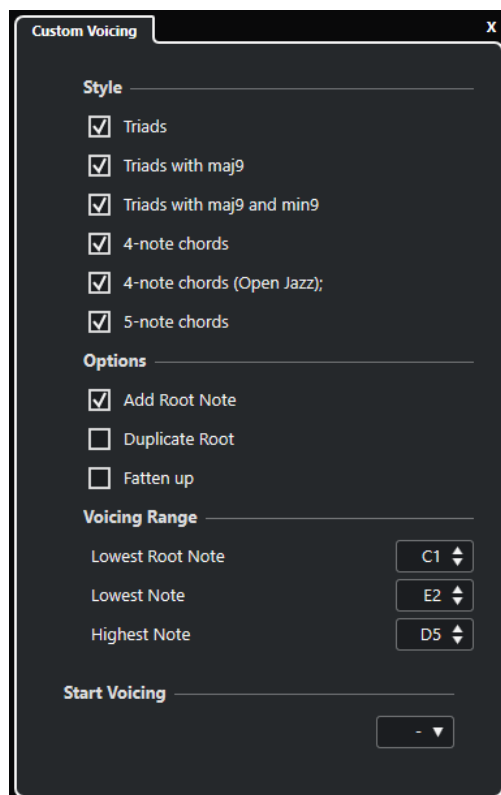 Custom Voicing X
Style
Triads
Triads with maj9
Triads with maj9 and min9
4-note chords
4-note chords (Open Jazz);
5-note chords
Options
Add Root Note
Duplicate Root
Fatten up
Voicing Range
Lowest Root Note C1
Lowest Note E2
Highest Note D5
Start Voicing
-